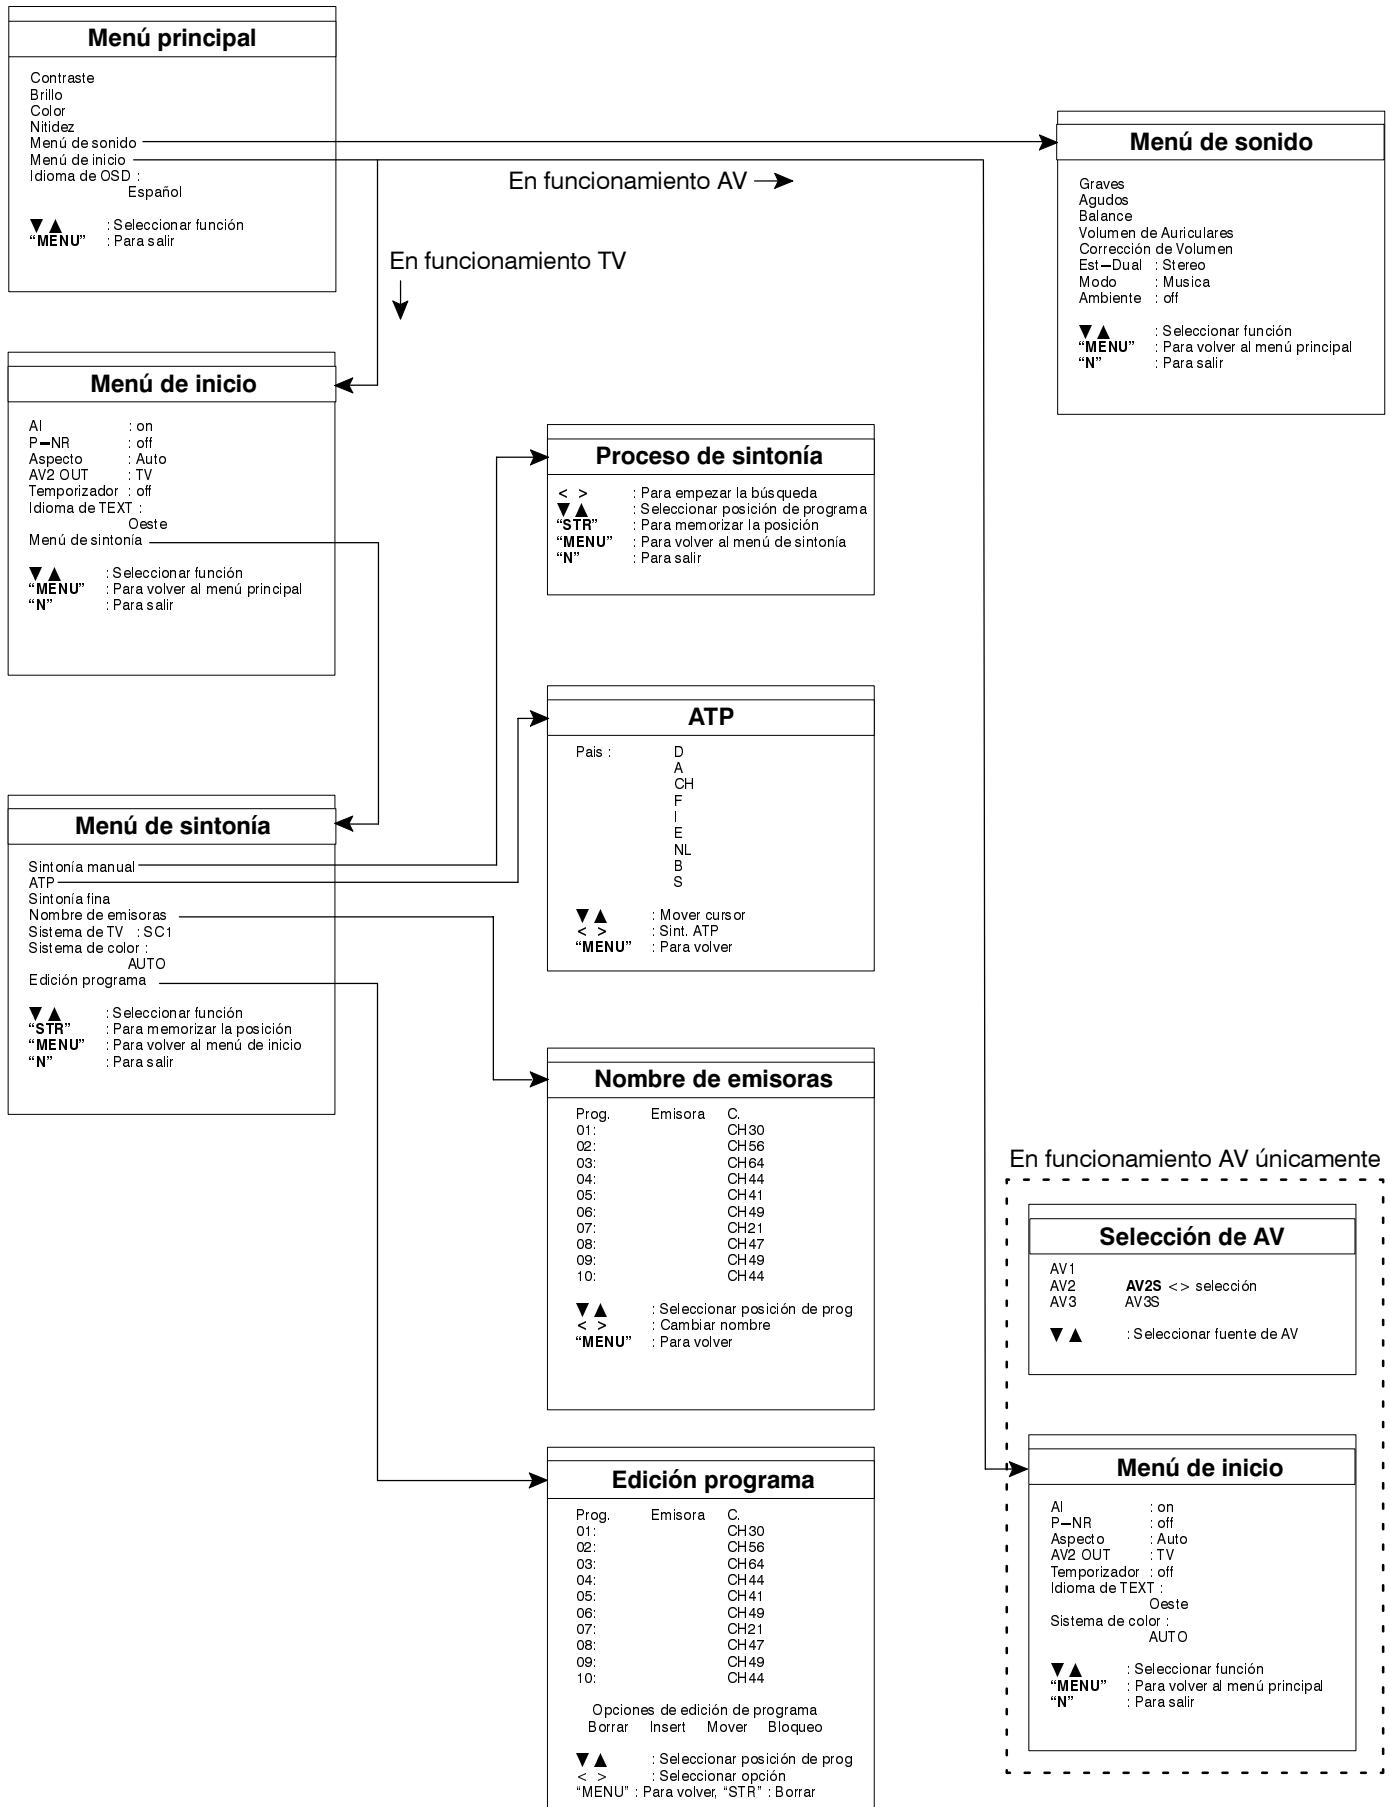 Menú principal
Contraste
Brillo
Color
Nitidez
Menú de sonido
Menú de inicio
Idioma de OSD :
Español
▼ ▲ : Seleccionar función
“MENU” : Para salir
En funcionamiento AV
En funcionamiento TV
Menú de sonido
Graves
Agudos
Balance
Volumen de Auriculares
Corrección de Volumen
Est–Dual : Stereo
Modo : Musica
Ambiente : off
▼ ▲ : Seleccionar función
“MENU” : Para volver al menú principal
“N” : Para salir
Menú de inicio
AI : on
P–NR : off
Aspecto : Auto
AV2 OUT : TV
Temporizador : off
Idioma de TEXT :
Oeste
Menú de sintonía
▼ ▲ : Seleccionar función
“MENU” : Para volver al menú principal
“N” : Para salir
Proceso de sintonía
< > : Para empezar la búsqueda
▼ ▲ : Seleccionar posición de programa
“STR” : Para memorizar la posición
“MENU” : Para volver al menú de sintonía
“N” : Para salir
ATP
Pais : D
A
CH
F
I
E
NL
B
S
▼ ▲ : Mover cursor
< > : Sint. ATP
“MENU” : Para volver
Menú de sintonía
Sintonía manual
ATP
Sintonía fina
Nombre de emisoras
Sistema de TV : SC1
Sistema de color :
AUTO
Edición programa
▼ ▲ : Seleccionar función
“STR” : Para memorizar la posición
“MENU” : Para volver al menú de inicio
“N” : Para salir
Nombre de emisoras
Prog. Emisora C.
01: CH30
02: CH56
03: CH64
04: CH44
05: CH41
06: CH49
07: CH21
08: CH47
09: CH49
10: CH44
▼ ▲ : Seleccionar posición de prog
< > : Cambiar nombre
“MENU” : Para volver
Edición programa
Prog. Emisora C.
01: CH30
02: CH56
03: CH64
04: CH44
05: CH41
06: CH49
07: CH21
08: CH47
09: CH49
10: CH44
Opciones de edición de programa
Borrar Insert Mover Bloqueo
▼ ▲ : Seleccionar posición de prog
< > : Seleccionar opción
“MENU” : Para volver, “STR” : Borrar
En funcionamiento AV únicamente
Selección de AV
AV1
AV2 AV2S <> selección
AV3 AV3S
▼ ▲ : Seleccionar fuente de AV
Menú de inicio
AI : on
P–NR : off
Aspecto : Auto
AV2 OUT : TV
Temporizador : off
Idioma de TEXT :
Oeste
Sistema de color :
AUTO
▼ ▲ : Seleccionar función
“MENU” : Para volver al menú principal
“N” : Para salir